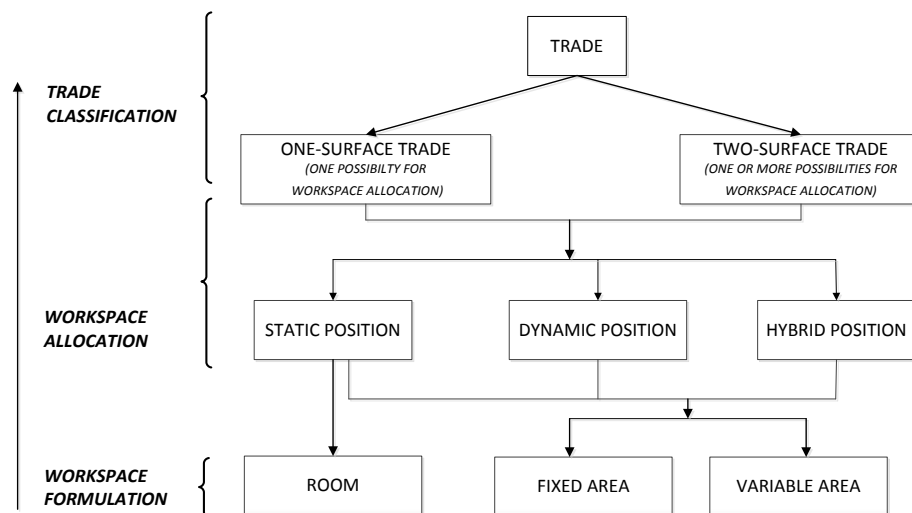 TRADE
TRADE
CLASSIFICATION
ONE-SURFACE TRADE
(ONE POSSIBILTY FOR
WORKSPACE ALLOCATION)
TWO-SURFACE TRADE
(ONE OR MORE POSSIBILITIES FOR
WORKSPACE ALLOCATION)
WORKSPACE
ALLOCATION
STATIC POSITION
DYNAMIC POSITION
HYBRID POSITION
WORKSPACE
FORMULATION
ROOM
FIXED AREA
VARIABLE AREA